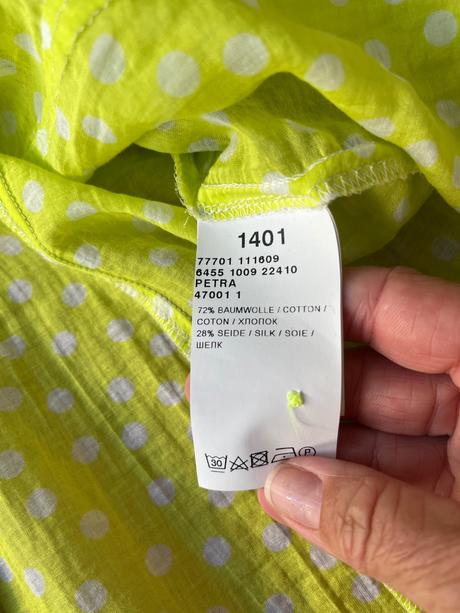 1401
77701 111609
6455 1009 22410
PETRA
47001 1
72% BAUMWOLLE / COTTON /
COTON / ХЛОПОК
28% SEIDE / SILK / SOIE /
ШЕЛК
30
P